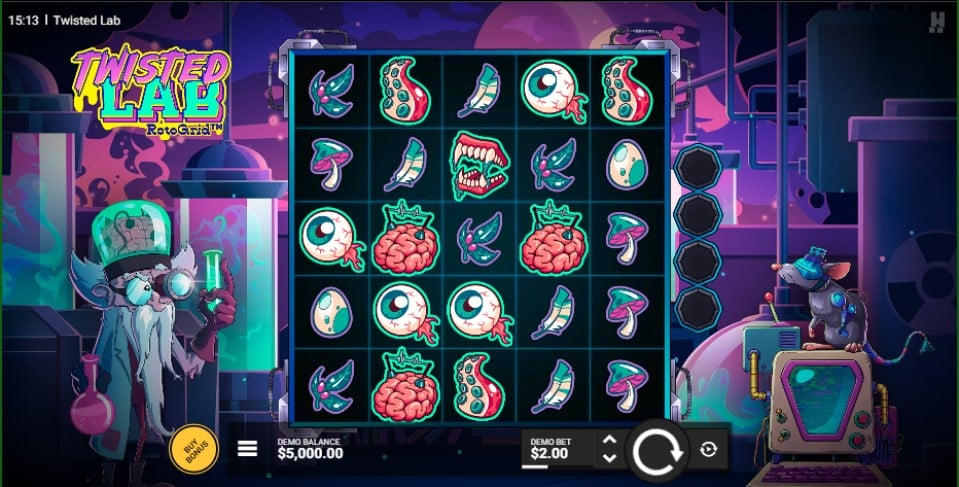 15:13 | Twisted Lab
TWISTED
LAB
RotoGrid™
BUY
BONUS
DEMO BALANCE
$5,000.00
DEMO BET
$2.00